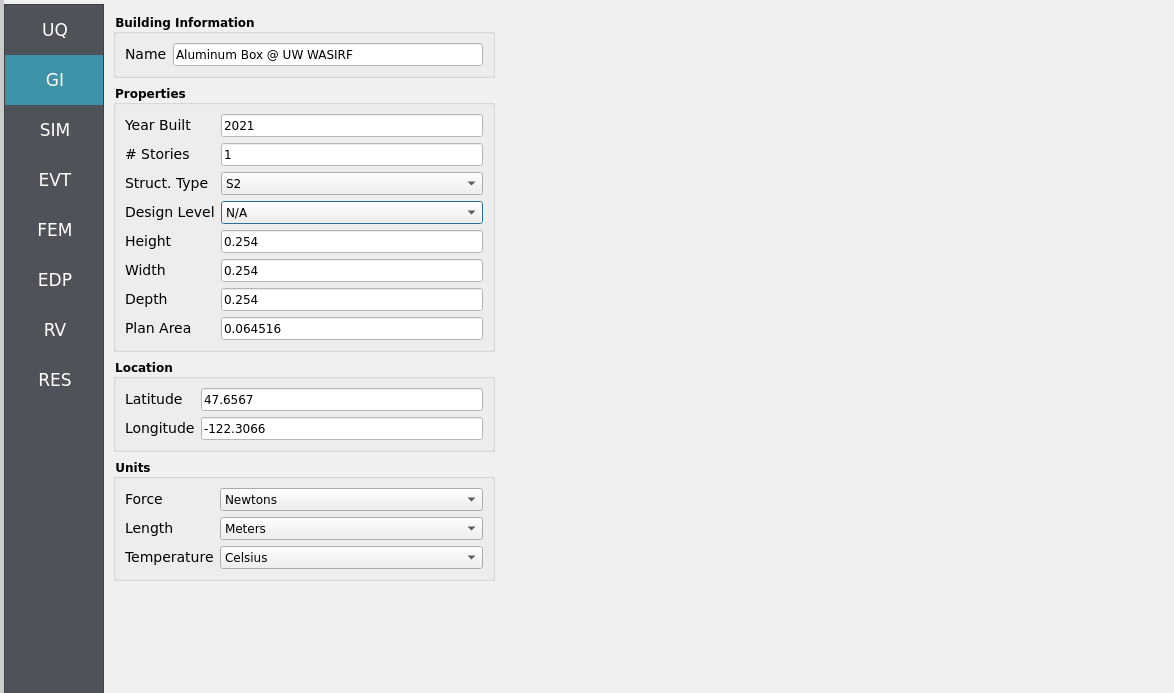 UQ
GI
SIM
EVT
FEM
EDP
RV
RES
Building Information
Name Aluminum Box @ UW WASIRF
Properties
Year Built 2021
# Stories 1
Struct. Type S2
Design Level N/A
Height 0.254
Width 0.254
Depth 0.254
Plan Area 0.064516
Location
Latitude 47.6567
Longitude -122.3066
Units
Force Newtons
Length Meters
Temperature Celsius